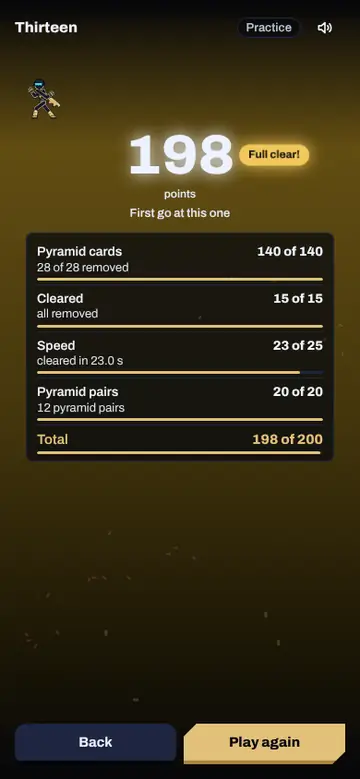 Thirteen
Practice
198
Full clear!
points
First go at this one
Pyramid cards 140 of 140
28 of 28 removed
Cleared 15 of 15
all removed
Speed 23 of 25
cleared in 23.0 s
Pyramid pairs 20 of 20
12 pyramid pairs
Total 198 of 200
Back
Play again